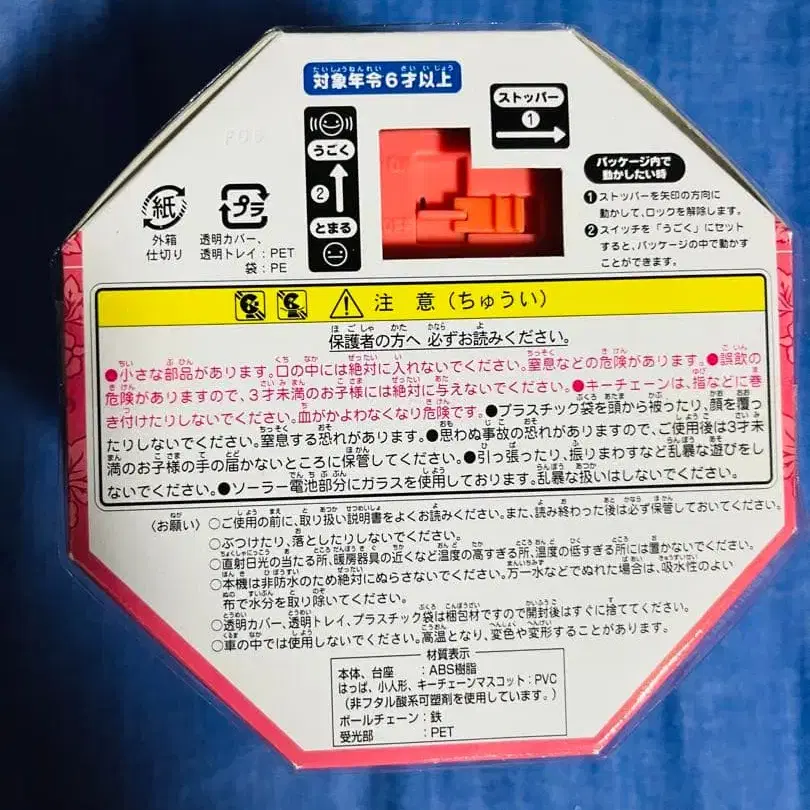 対象年令6才以上
ストッパー
①
うごく
②
とまる
パッケージ内で
動かしたい時
❶ストッパーを矢印の方向に
動かして、ロックを解除します。
❷スイッチを「うごく」にセット
すると、パッケージの中で動かす
ことができます。
紙
外箱
仕切り
プラ
透明カバー、
透明トレイ:PET
袋:PE
注 意(ちゅうい)
保護者の方へ 必ずお読みください。
●小さな部品があります。口の中には絶対に入れないでください。窒息などの危険があります。●誤飲の
危険がありますので、3才未満のお子様には絶対に与えないでください。●キーチェーンは、指などに巻
き付けたりしないでください。血がかよわなくなり危険です。●プラスチック袋を頭から被ったり、顔を覆っ
たりしないでください。窒息する恐れがあります。●思わぬ事故の恐れがありますので、ご使用後は3才未
満のお子様の手の届かないところに保管してください。●引っ張ったり、振りまわすなど乱暴な遊びをし
ないでください。●ソーラー電池部分にガラスを使用しております。乱暴な扱いはしないでください。
〈お願い〉○ご使用の前に、取り扱い説明書をよくお読みください。また、読み終わった後は必ず保管しておいてください。
○ぶつけたり、落としたりしないでください。
○直射日光の当たる所、暖房器具の近くなど温度の高すぎる所、温度の低すぎる所には置かないでください。
○本機は非防水のため絶対にぬらさないでください。万一水などでぬれた場合は、吸水性のよい
布で水分を取り除いてください。
○透明カバー、透明トレイ、プラスチック袋は梱包材ですので開封後はすぐに捨ててください。
○車の中では使用しないでください。高温となり、変色や変形することがあります。
材質表示
本体、台座 :ABS樹脂
はっぱ、小人形、キーチェーンマスコット:PVC
(非フタル酸系可塑剤を使用しています。)
ボールチェーン:鉄
受光部 :PET